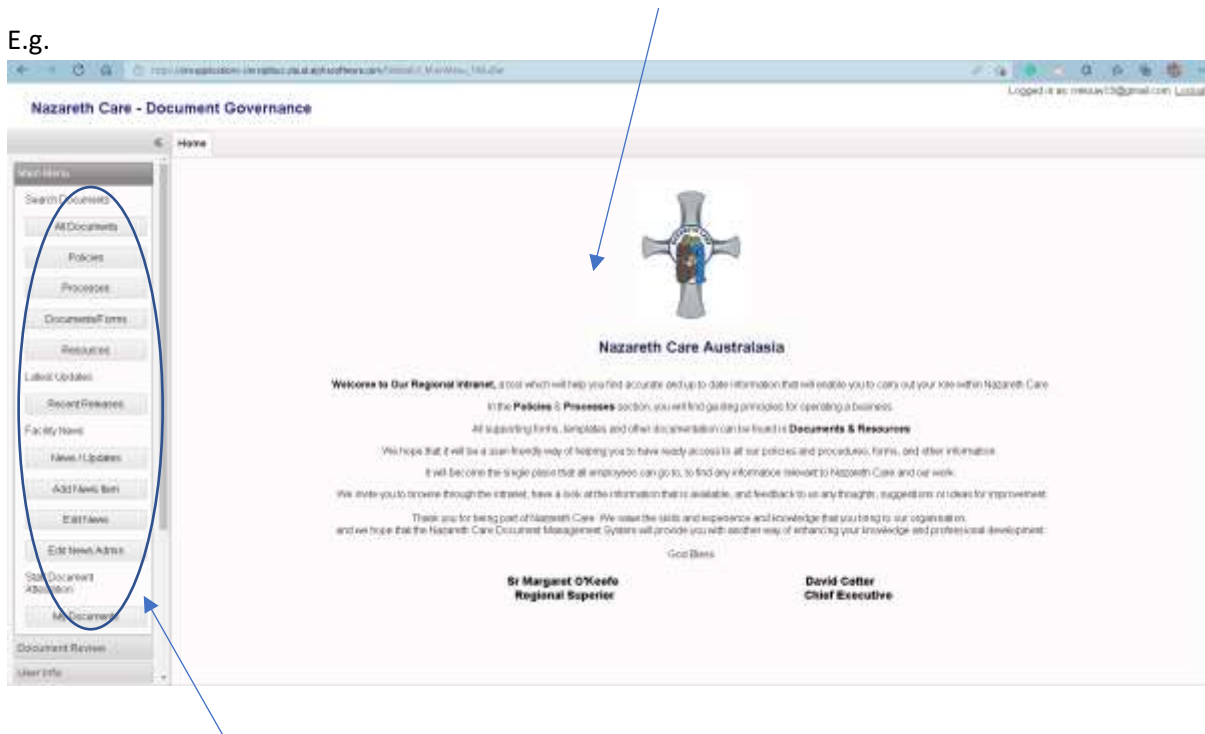 E.g.
Nazareth Care - Document Governance
Logged in as:
Home
Main Menu
Search Documents
All Documents
Policies
Processes
Documents/Forms
Resources
Latest Updates
Recent Releases
Facility News
News / Updates
Add News Item
Edit News
Edit News Admin
Staff Document
Attestation
My Documents
Document Review
User Info
Nazareth Care Australasia
Welcome to Our Regional Intranet, a tool which will help you find accurate and up to date information that will enable you to carry out your role within Nazareth Care
In the Policies & Processes section, you will find guiding principles for operating a business
All supporting forms, templates and other documentation can be found in Documents & Resources
We hope that it will be a user friendly way of helping you to have ready access to all our policies and procedures, forms, and other information.
It will become the single place that all employees can go to, to find any information relevant to Nazareth Care and our work.
We invite you to browse through the intranet, have a look at the information that is available, and feedback to us any thoughts, suggestions or ideas for improvement.
Thank you for being part of Nazareth Care. We value the skills and experience and knowledge that you bring to our organisation,
and we hope that the Nazareth Care Document Management System will provide you with another way of enhancing your knowledge and professional development.
God Bless
Sr Margaret O'Keefe
Regional Superior
David Cotter
Chief Executive